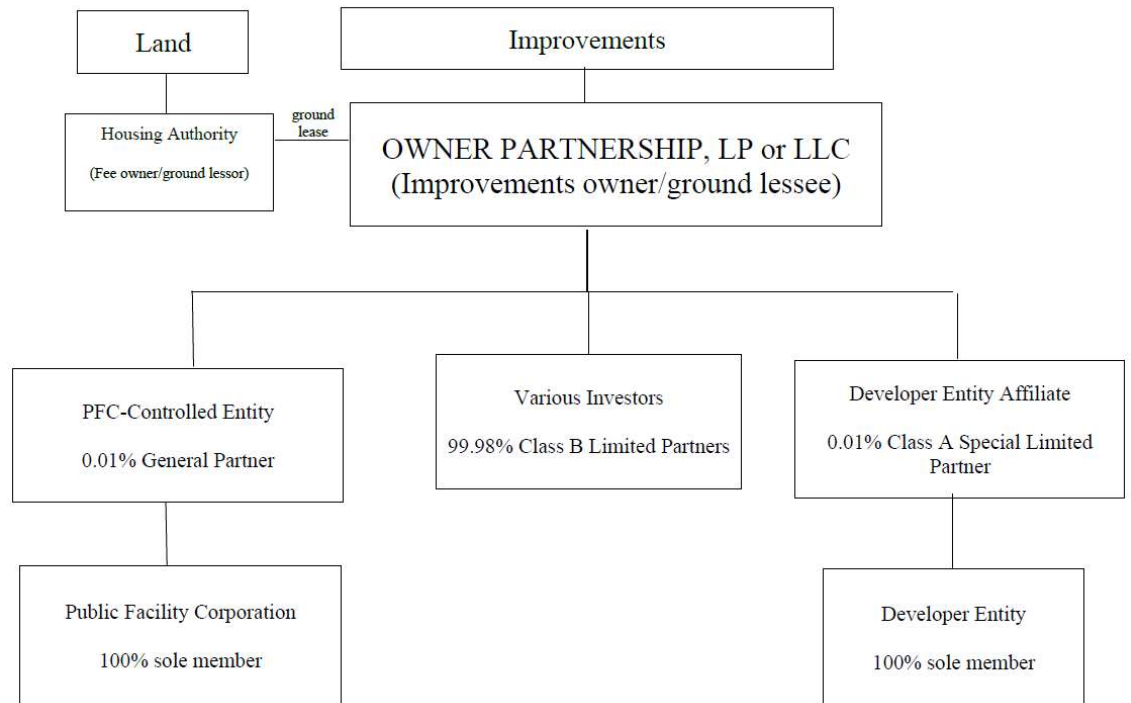 Land
Improvements
Housing Authority
(Fee owner/ground lessor)
ground
lease
OWNER PARTNERSHIP, LP or LLC
(Improvements owner/ground lessee)
PFC-Controlled Entity
0.01% General Partner
Various Investors
99.98% Class B Limited Partners
Developer Entity Affiliate
0.01% Class A Special Limited
Partner
Public Facility Corporation
100% sole member
Developer Entity
100% sole member